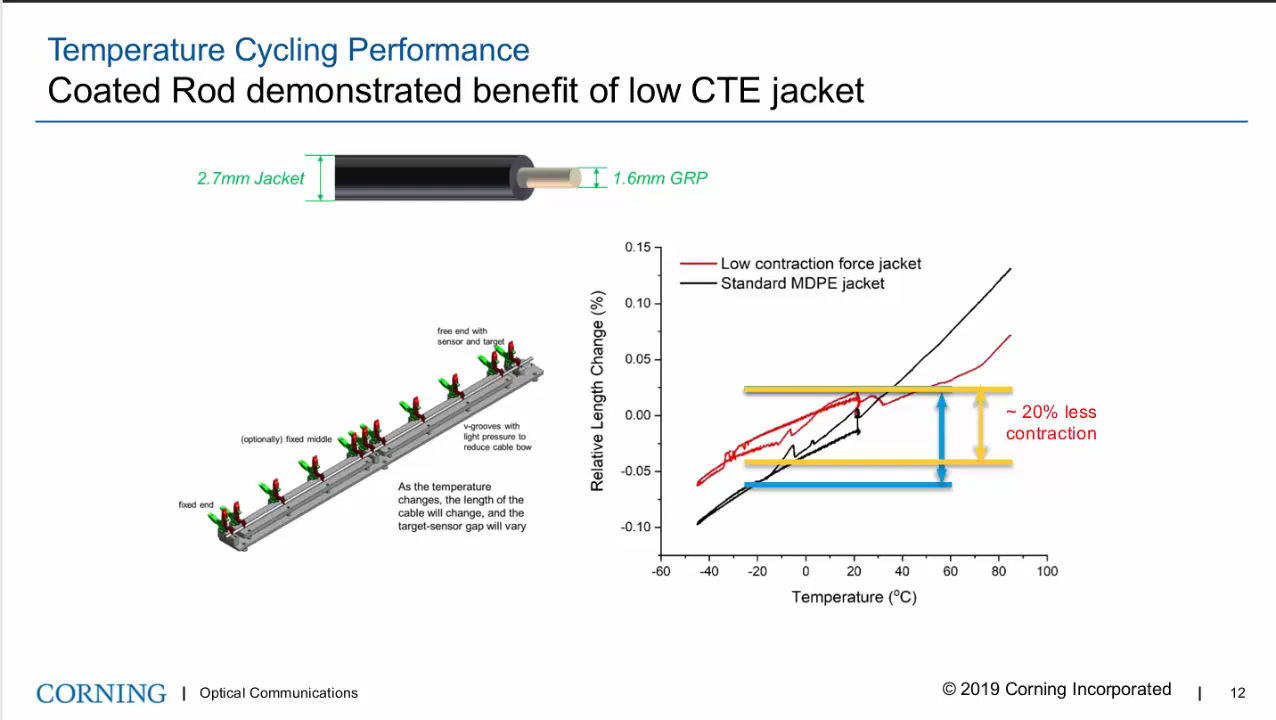 Temperature Cycling Performance
Coated Rod demonstrated benefit of low CTE jacket
2.7mm Jacket
1.6mm GRP
free end with
sensor and target
(optionally) fixed middle
v-grooves with
light pressure to
reduce cable bow
fixed end
As the temperature
changes, the length of the
cable will change, and the
target-sensor gap will vary
Low contraction force jacket
Standard MDPE jacket
Relative Length Change (%)
0.15
0.10
0.05
0.00
-0.05
-0.10
-60 -40 -20 0 20 40 60 80 100
Temperature (°C)
~ 20% less
contraction
CORNING | Optical Communications
© 2019 Corning Incorporated | 12